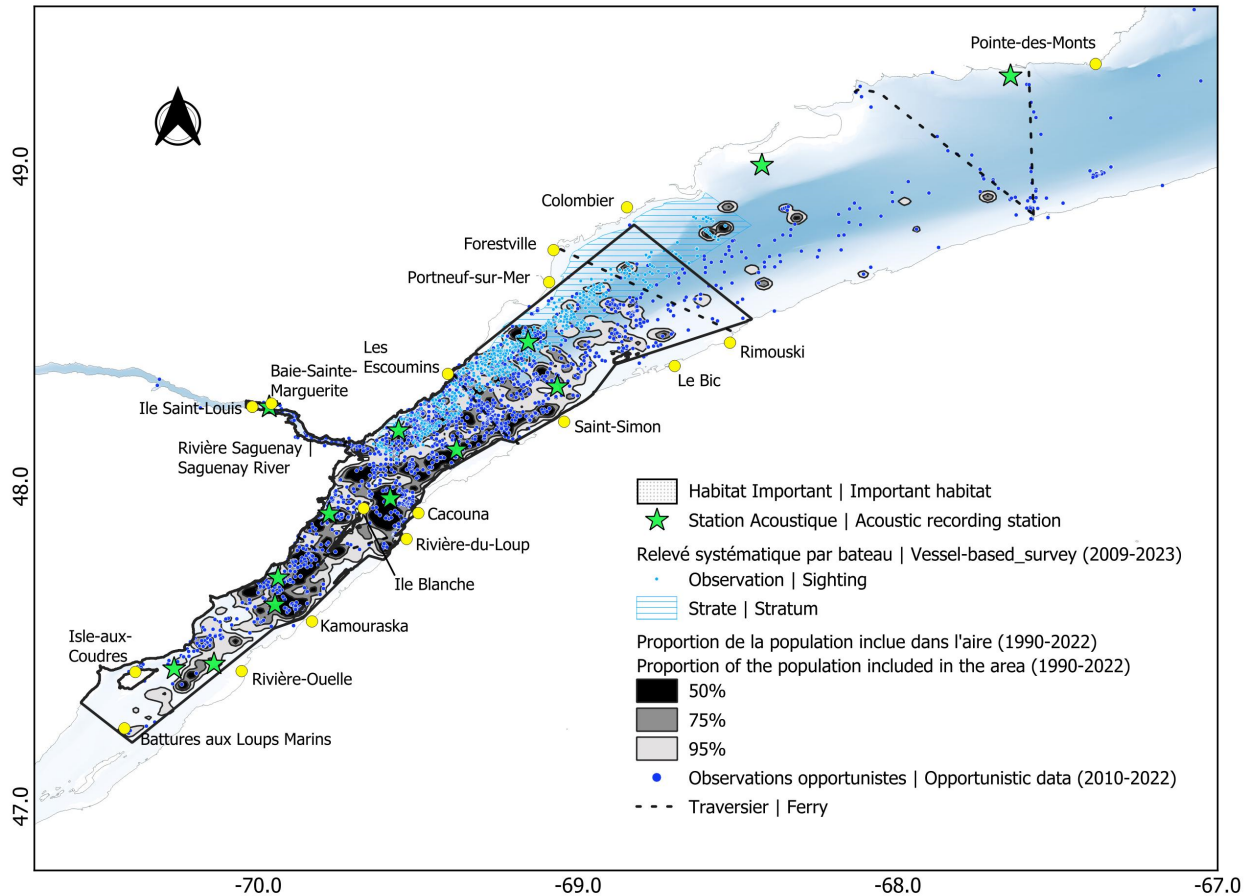 Pointe-des-Monts
49.0
Colombier
Forestville
Portneuf-sur-Mer
Les
Escoumins
Rimouski
Le Bic
Baie-Sainte-
Marguerite
Ile Saint-Louis
Saint-Simon
Rivière Saguenay |
Saguenay River
48.0
Cacouna
Rivière-du-Loup
Ile Blanche
Kamouraska
Isle-aux-
Coudres
Rivière-Ouelle
Battures aux Loups Marins
47.0
Habitat Important | Important habitat
Station Acoustique | Acoustic recording station
Relevé systématique par bateau | Vessel-based_survey (2009-2023)
Observation | Sighting
Strate | Stratum
Proportion de la population inclue dans l'aire (1990-2022)
Proportion of the population included in the area (1990-2022)
50%
75%
95%
Observations opportunistes | Opportunistic data (2010-2022)
Traversier | Ferry
-70.0
-69.0
-68.0
-67.0